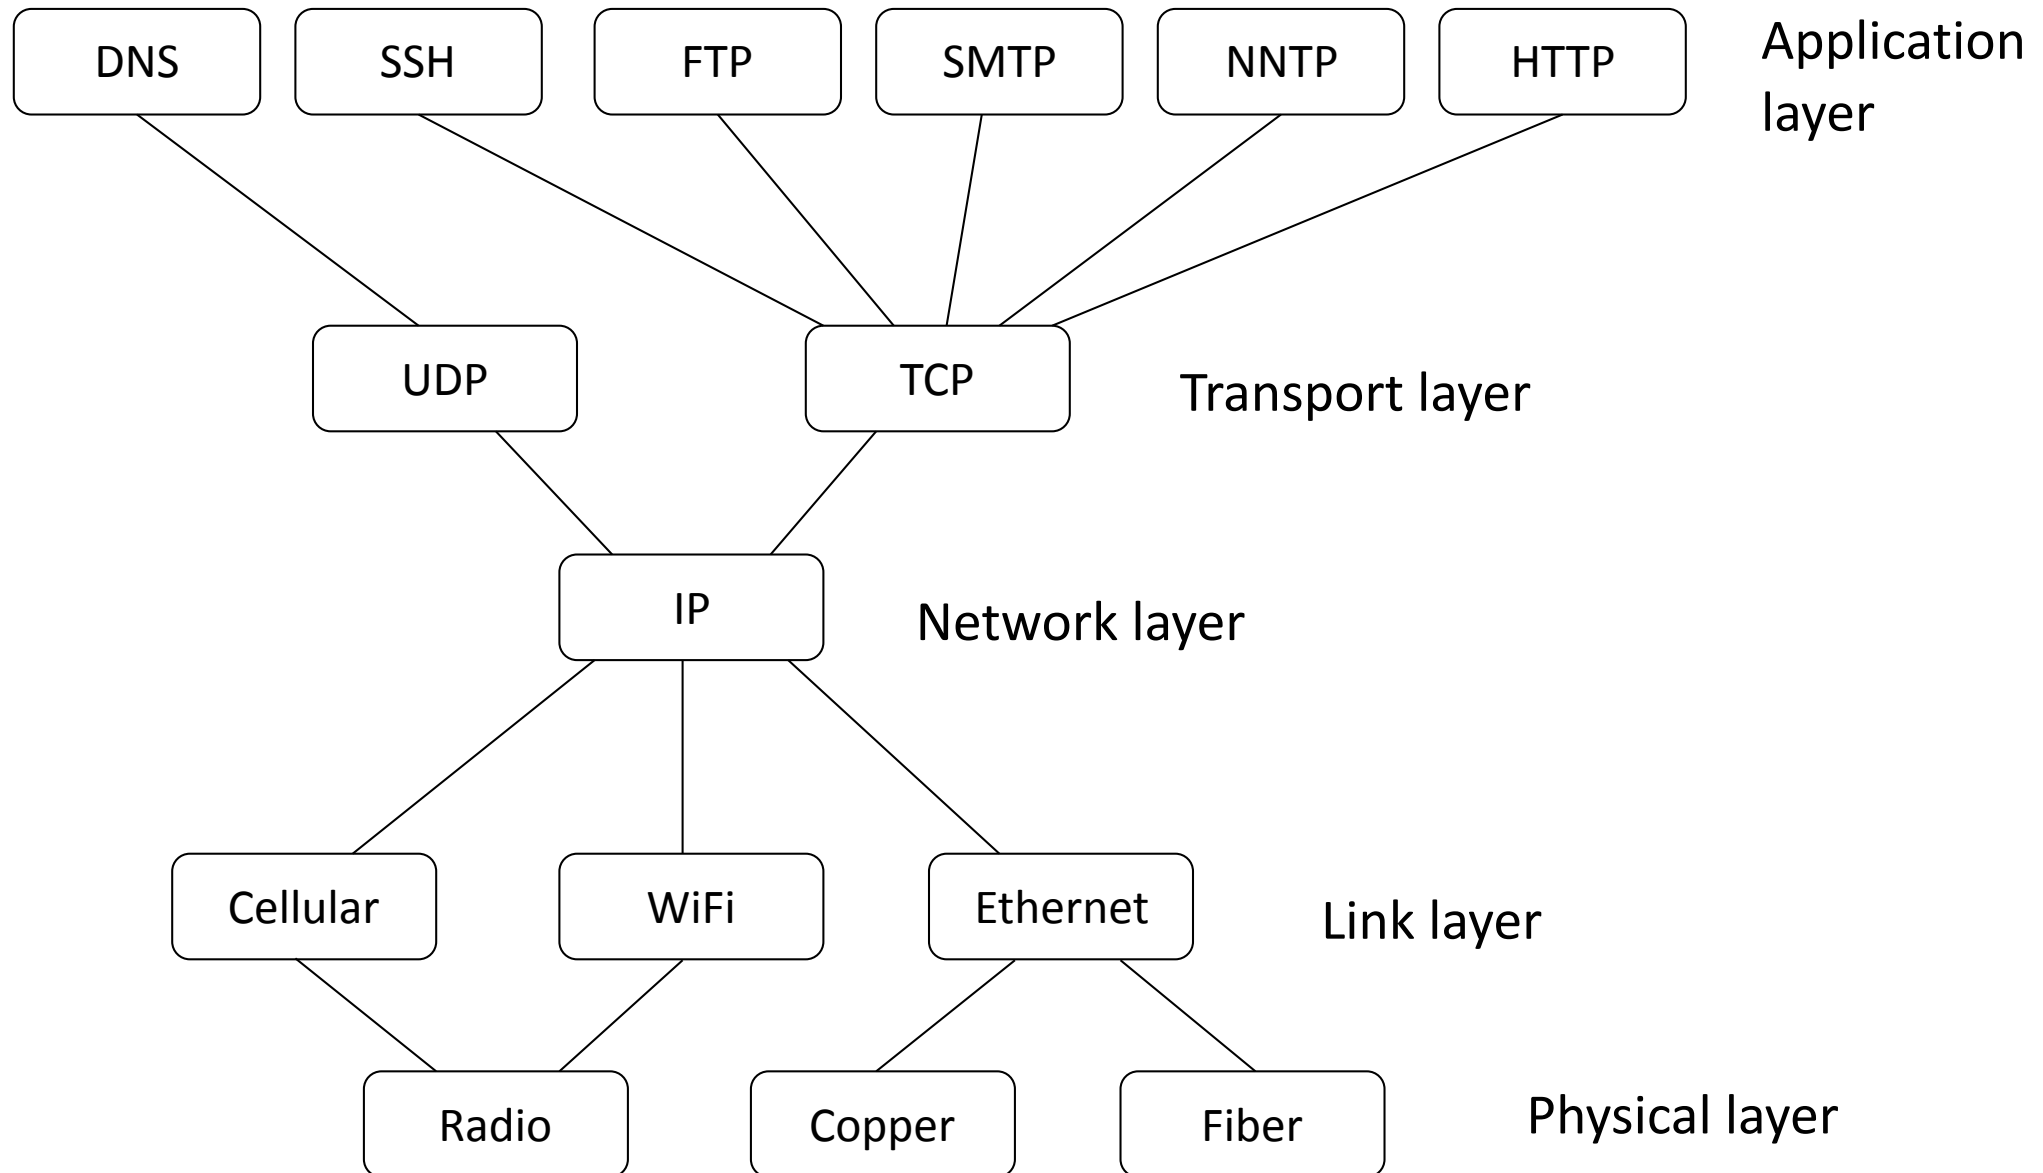 DNS
SSH
FTP
SMTP
NNTP
HTTP
Application
layer
UDP
TCP
Transport layer
IP
Network layer
Cellular
WiFi
Ethernet
Link layer
Radio
Copper
Fiber
Physical layer